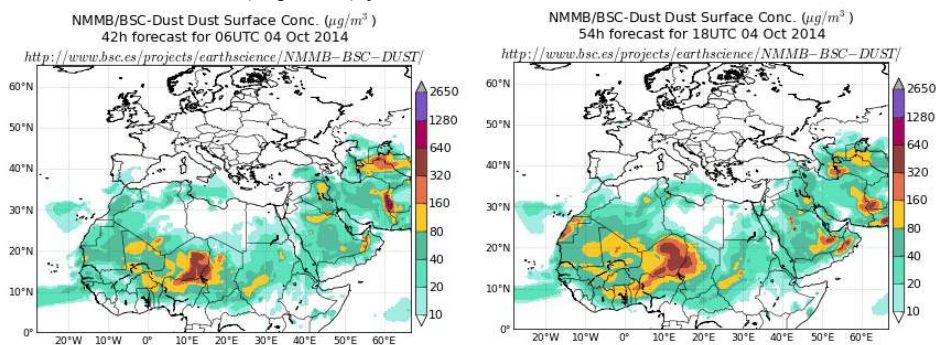 NMMB/BSC-Dust Dust Surface Conc. (μg/m³)
42h forecast for 06UTC 04 Oct 2014
http://www.bsc.es/projects/earthscience/NMMB-BSC-DUST/
60°N
50°N
40°N
30°N
20°N
10°N
0°
20°W 10°W 0° 10°E 20°E 30°E 40°E 50°E 60°E
2650
1280
640
320
160
80
40
20
10
NMMB/BSC-Dust Dust Surface Conc. (μg/m³)
54h forecast for 18UTC 04 Oct 2014
http://www.bsc.es/projects/earthscience/NMMB-BSC-DUST/
60°N
50°N
40°N
30°N
20°N
10°N
0°
20°W 10°W 0° 10°E 20°E 30°E 40°E 50°E 60°E
2650
1280
640
320
160
80
40
20
10